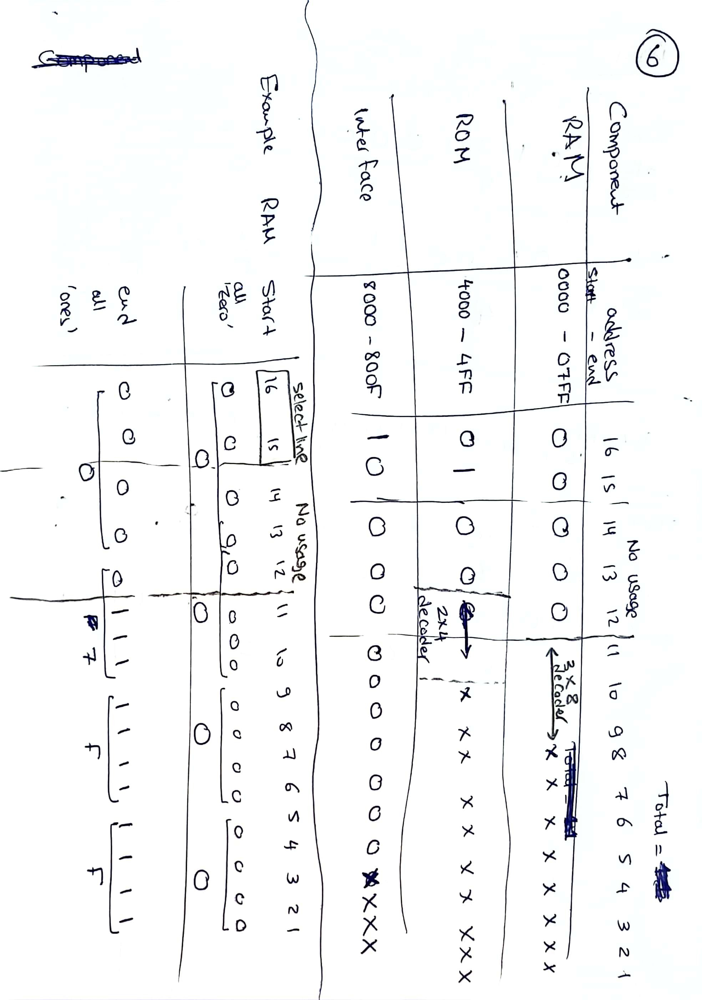 6
Total =
No usage
Component address 16 15 14 13 12 11 10 9 8 7 6 5 4 3 2 1
Start - end
3x8
RAM 0000 - 07FF 0 0 0 0 0 Decoder x x x x x x x x
ROM 4000 - 4FF 0 1 0 0 x x x x x x x x x
2x4
decoder
Interface 8000 - 800F 1 0 0 0 0 0 0 0 0 0 0 0 x x x x
select line No usage
Example RAM Start 16 15 14 13 12 11 10 9 8 7 6 5 4 3 2 1
all 0 0 0 0 0 0 0 0 0 0 0 0 0 0 0 0
'Zero'
0 0 0 0
end 0 0 0 0 0 1 1 1 1 1 1 1 1 1 1 1
all
0 7 F F
'ones'